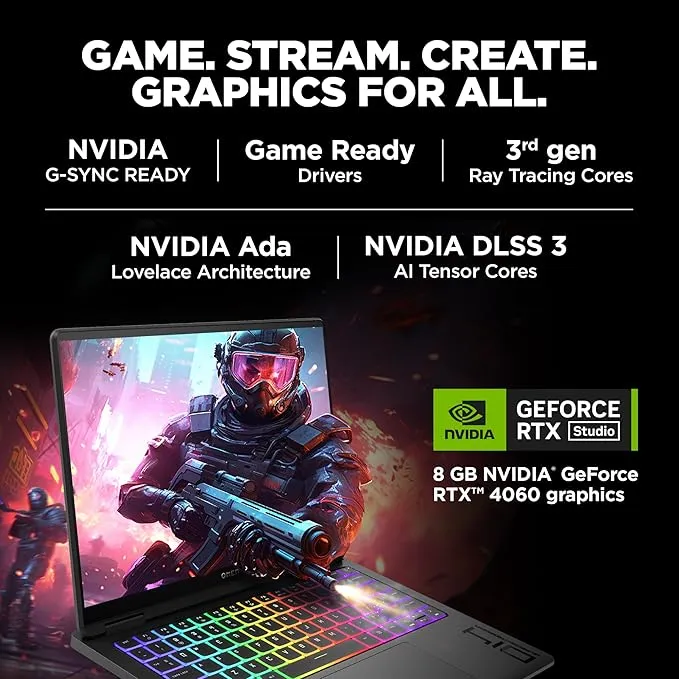 GAME. STREAM. CREATE.
GRAPHICS FOR ALL.
NVIDIA
G-SYNC READY
Game Ready
Drivers
3rd gen
Ray Tracing Cores
NVIDIA Ada
Lovelace Architecture
NVIDIA DLSS 3
AI Tensor Cores
NVIDIA
GEFORCE
RTX Studio
8 GB NVIDIA® GeForce
RTX™ 4060 graphics